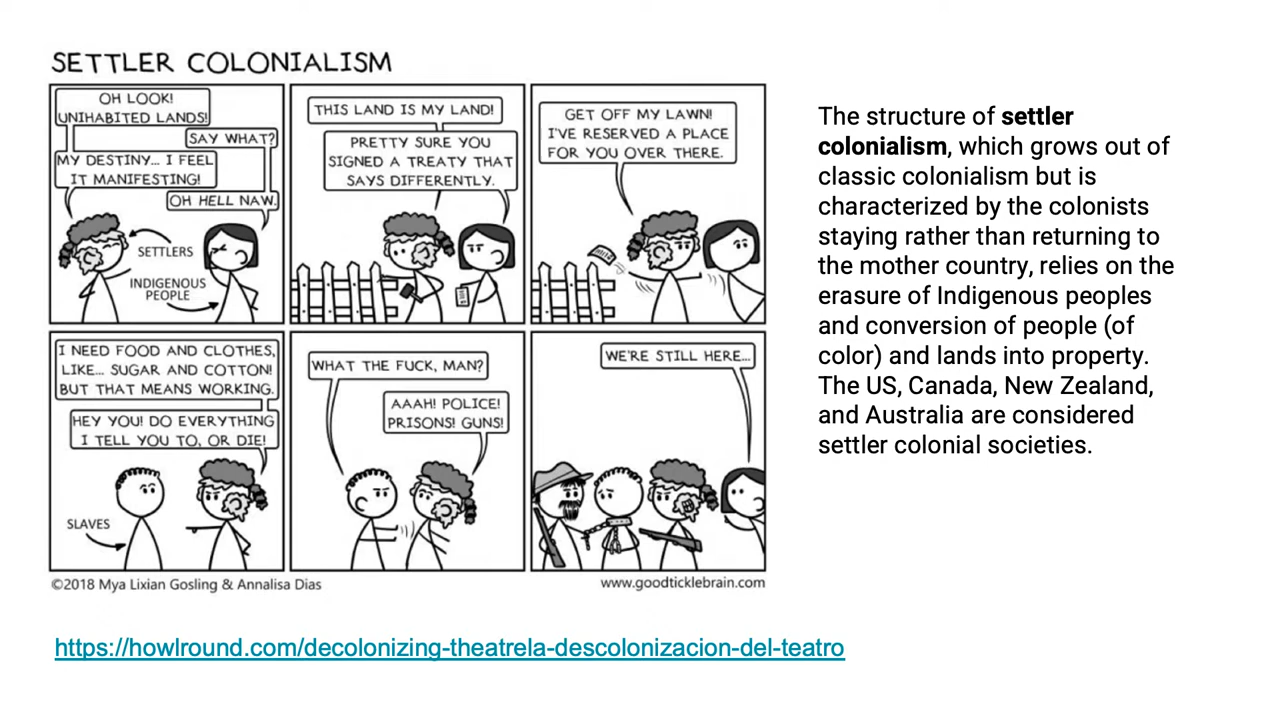 SETTLER COLONIALISM
OH LOOK!
UNIHABITED LANDS!
SAY WHAT?
MY DESTINY... I FEEL
IT MANIFESTING!
OH HELL NAW.
SETTLERS
INDIGENOUS
PEOPLE
THIS LAND IS MY LAND!
PRETTY SURE YOU
SIGNED A TREATY THAT
SAYS DIFFERENTLY.
GET OFF MY LAWN!
I'VE RESERVED A PLACE
FOR YOU OVER THERE.
I NEED FOOD AND CLOTHES,
LIKE... SUGAR AND COTTON!
BUT THAT MEANS WORKING.
HEY YOU! DO EVERYTHING
I TELL YOU TO, OR DIE!
SLAVES
WHAT THE FUCK, MAN?
AAAH! POLICE!
PRISONS! GUNS!
WE'RE STILL HERE...
©2018 Mya Lixian Gosling & Annalisa Dias
www.goodticklebrain.com
The structure of settler
colonialism, which grows out of
classic colonialism but is
characterized by the colonists
staying rather than returning to
the mother country, relies on the
erasure of Indigenous peoples
and conversion of people (of
color) and lands into property.
The US, Canada, New Zealand,
and Australia are considered
settler colonial societies.
https://howlround.com/decolonizing-theatrela-descolonizacion-del-teatro